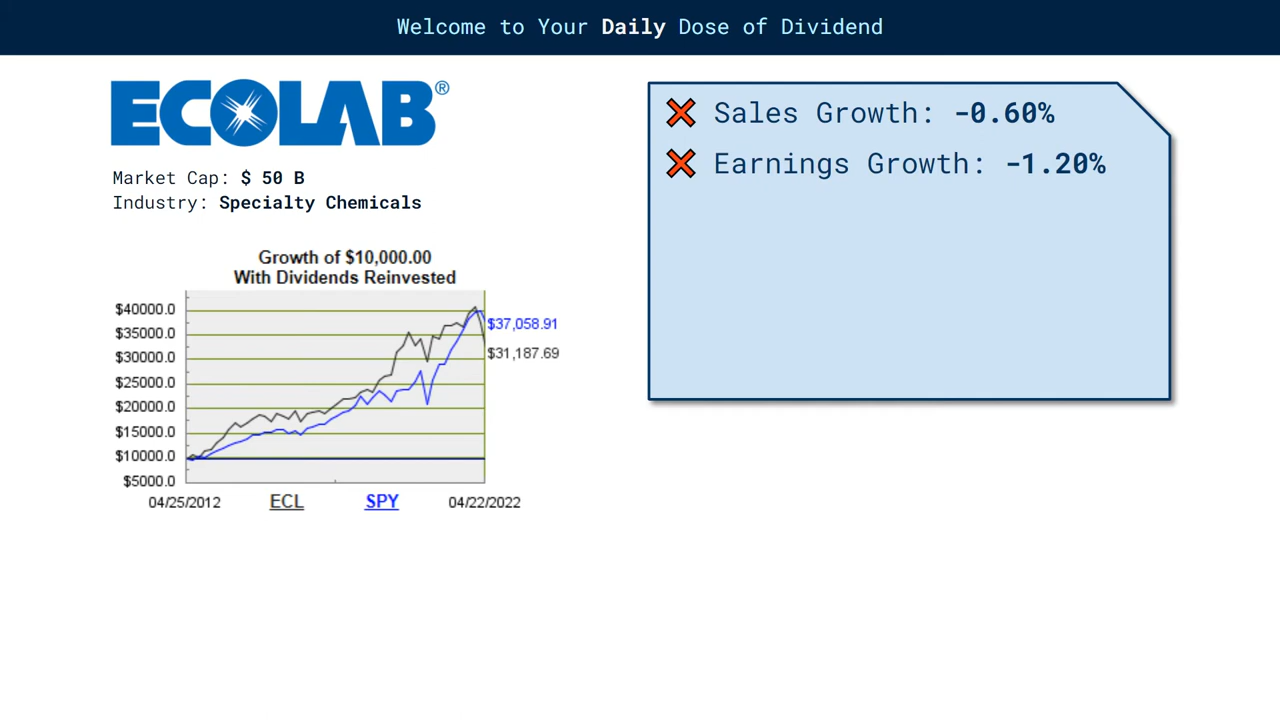 Welcome to Your Daily Dose of Dividend
ECOLAB®
Market Cap: $ 50 B
Industry: Specialty Chemicals
Growth of $10,000.00
With Dividends Reinvested
$40000.0
$35000.0
$30000.0
$25000.0
$20000.0
$15000.0
$10000.0
$5000.0
$37,058.91
$31,187.69
04/25/2012 ECL SPY 04/22/2022
Sales Growth: -0.60%
Earnings Growth: -1.20%